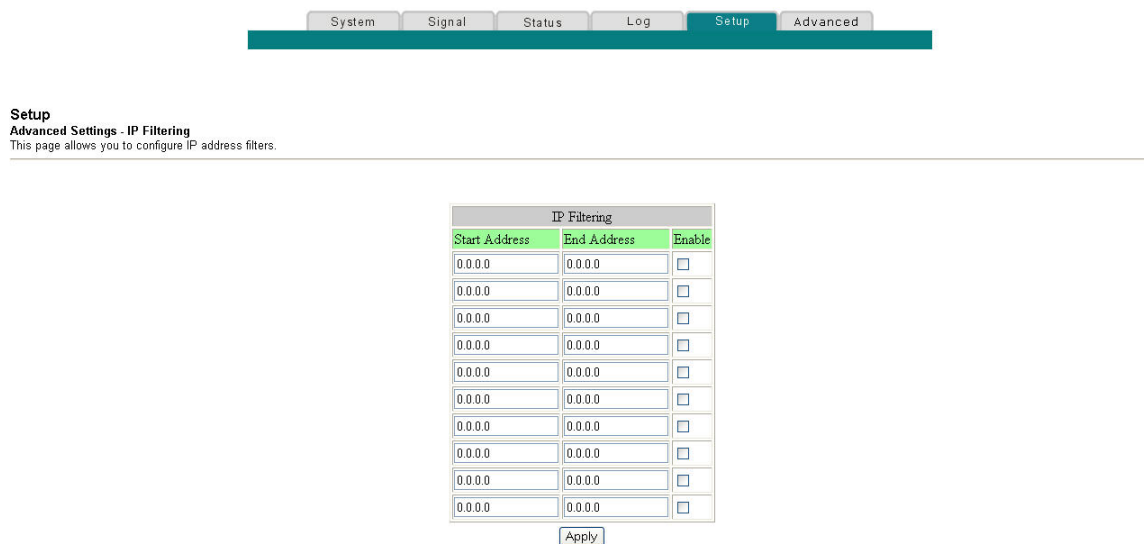 System Signal Status Log Setup Advanced
Setup
Advanced Settings - IP Filtering
This page allows you to configure IP address filters.
IP Filtering
Start Address End Address Enable
0.0.0.0 0.0.0.0
0.0.0.0 0.0.0.0
0.0.0.0 0.0.0.0
0.0.0.0 0.0.0.0
0.0.0.0 0.0.0.0
0.0.0.0 0.0.0.0
0.0.0.0 0.0.0.0
0.0.0.0 0.0.0.0
0.0.0.0 0.0.0.0
0.0.0.0 0.0.0.0
Apply